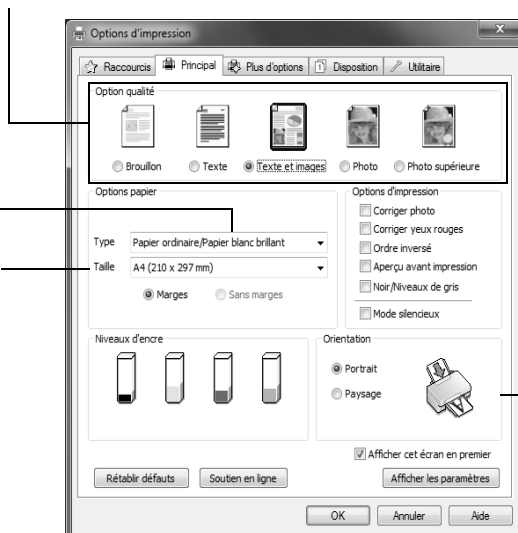 Options d'impression
Raccourcis Principal Plus d'options 1 Disposition Utilitaire
Option qualité
Brouillon Texte Texte et images Photo Photo supérieure
Options papier
Type Papier ordinaire/Papier blanc brillant
Taille A4 (210 x 297 mm)
Marges Sans marges
Options d'impression
Corriger photo
Corriger yeux rouges
Ordre inversé
Aperçu avant impression
Noir/Niveaux de gris
Mode silencieux
Niveaux d'encre
Orientation
Portrait
Paysage
Afficher cet écran en premier
Rétablir défauts Soutien en ligne Afficher les paramètres
OK Annuler Aide